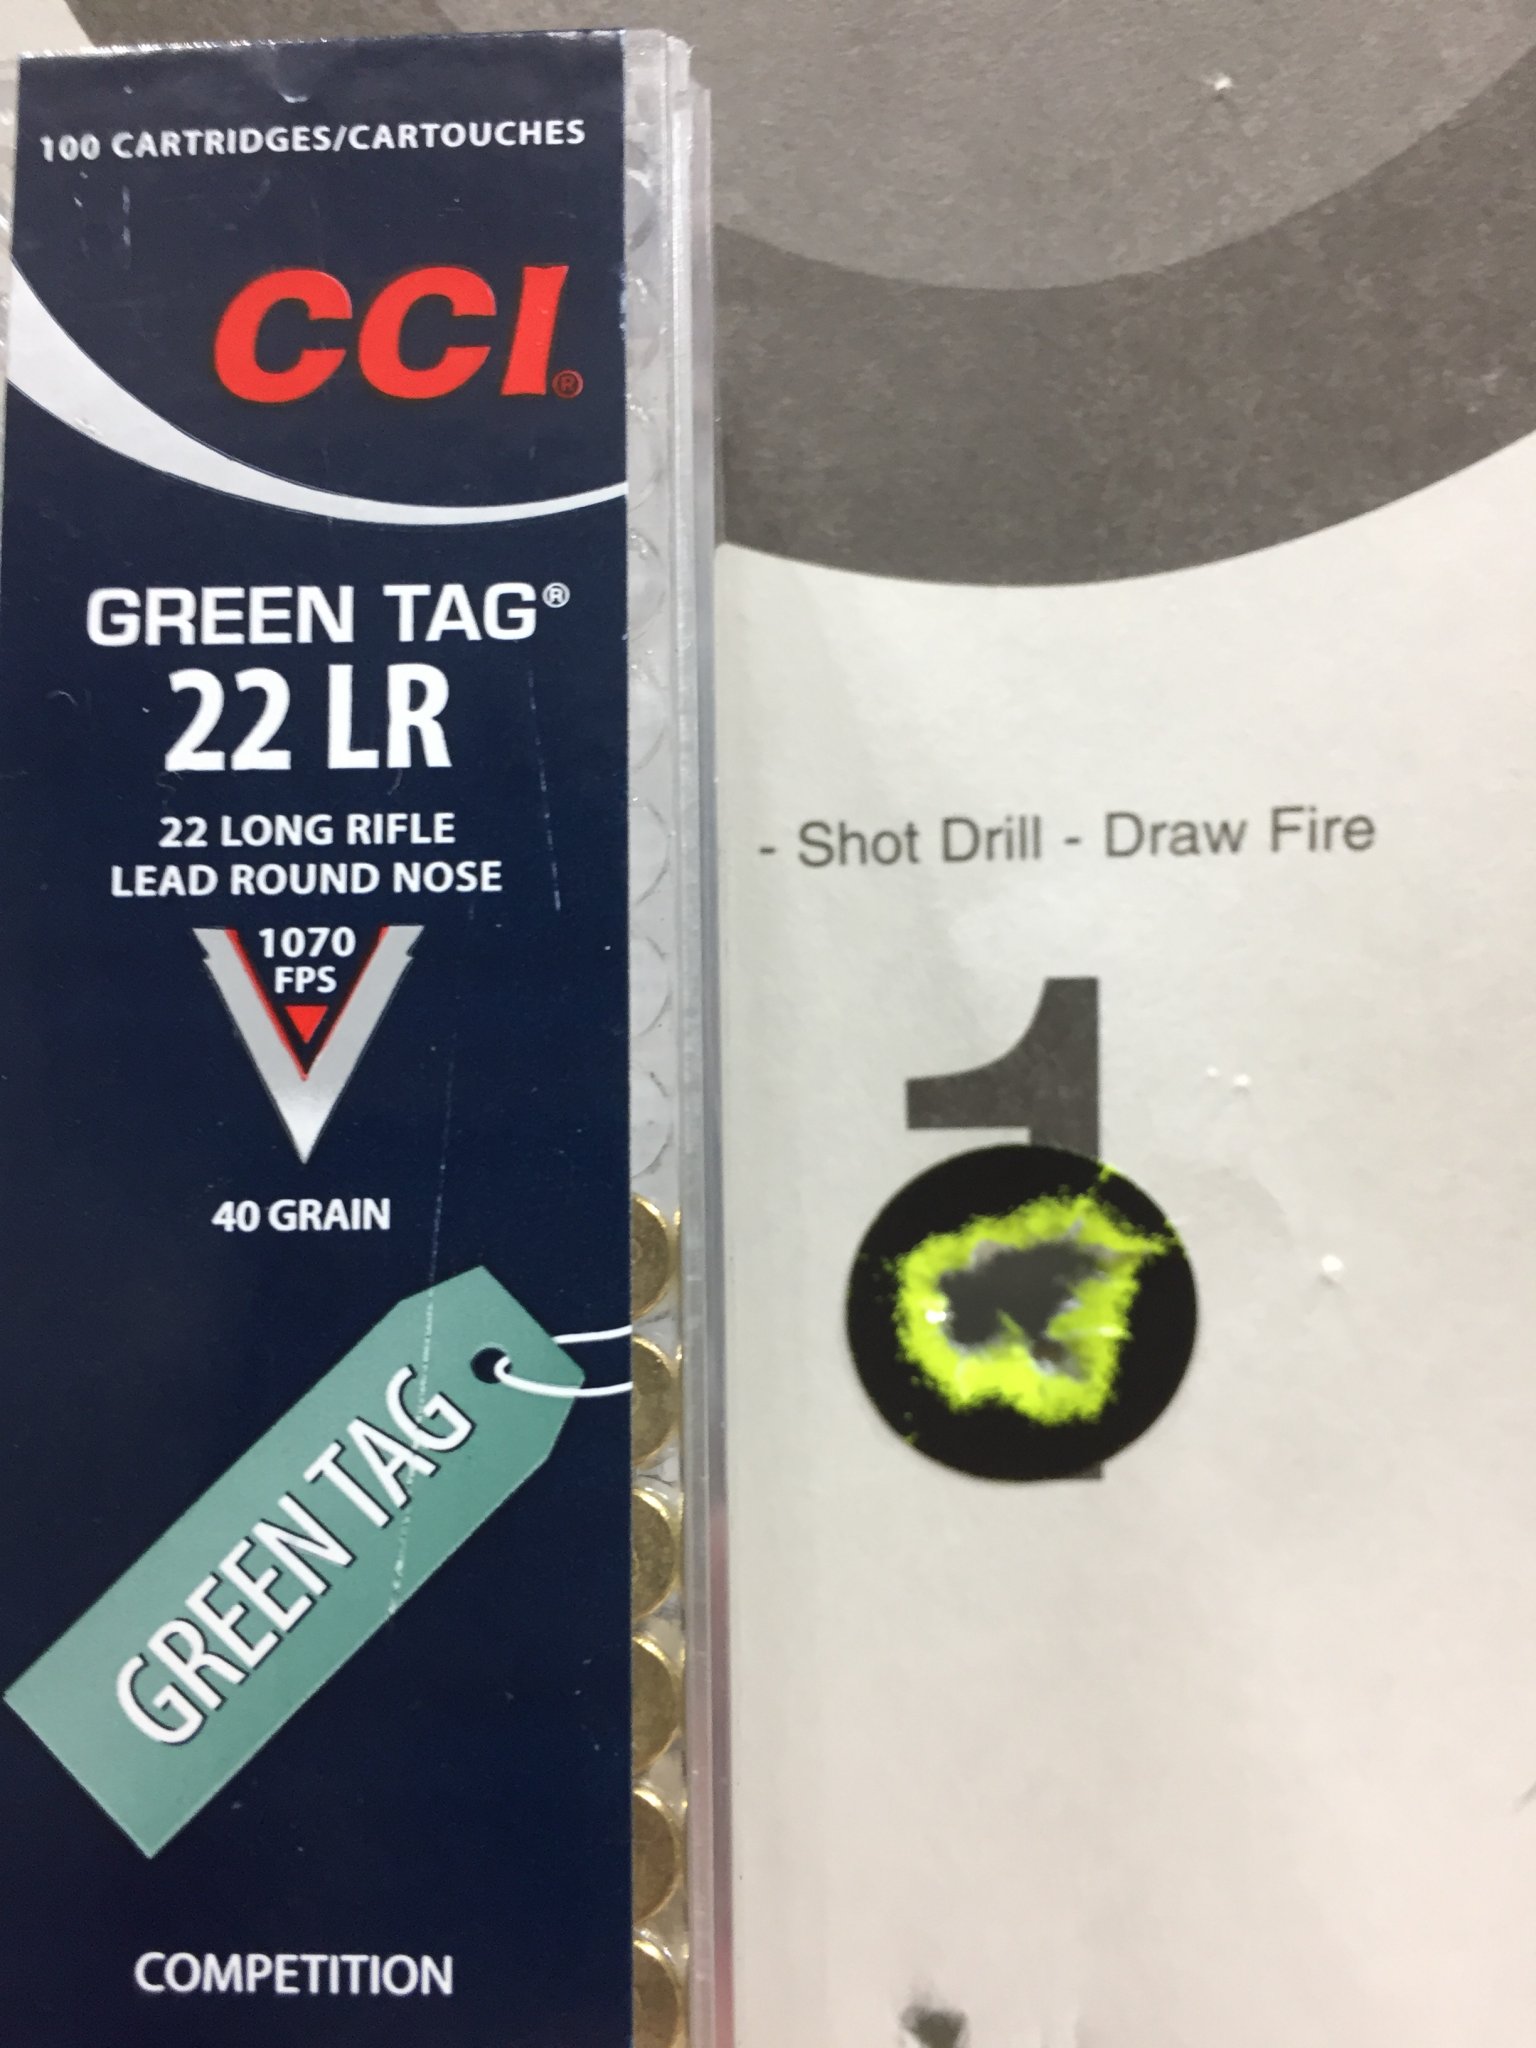 100 CARTRIDGES/CARTOUCHES
CCI®
GREEN TAG®
22 LR
22 LONG RIFLE
LEAD ROUND NOSE
1070
FPS
40 GRAIN
GREEN TAG
COMPETITION
- Shot Drill - Draw Fire
1